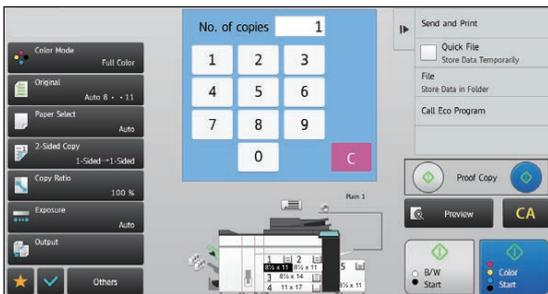 No. of copies 1
Color Mode
Full Color
Original
Auto 8 · · 11
Paper Select
Auto
2-Sided Copy
1-Sided→1-Sided
Copy Ratio
100 %
Exposure
Auto
Output
Others
1 2 3
4 5 6
7 8 9
0 C
Plain 1
1 2
8½ x 11 8½ x 11
3 8½ x 14
4 11 x 17
5
8½ x 11
Send and Print
Quick File
Store Data Temporarily
File
Store Data in Folder
Call Eco Program
Proof Copy
Preview
CA
B/W
Start
Color
Start